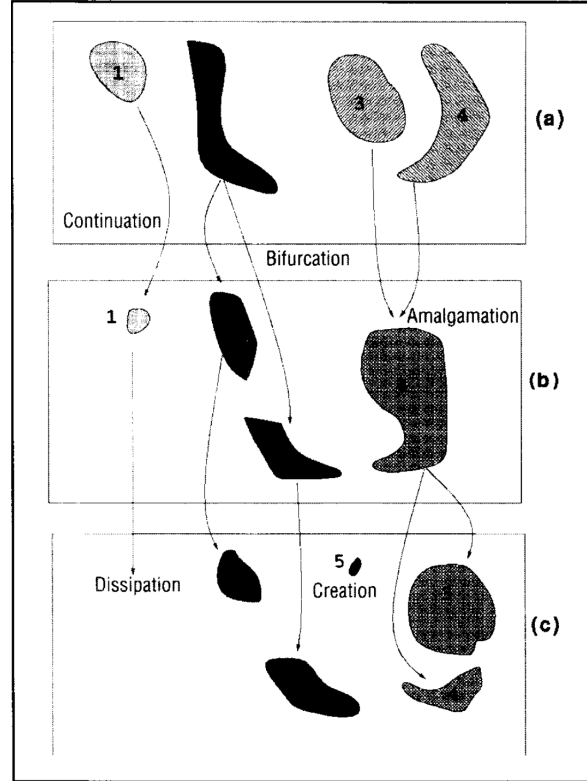 1
3
4
(a)
Continuation
Bifurcation
1
Amalgamation
(b)
5
Dissipation
Creation
(c)